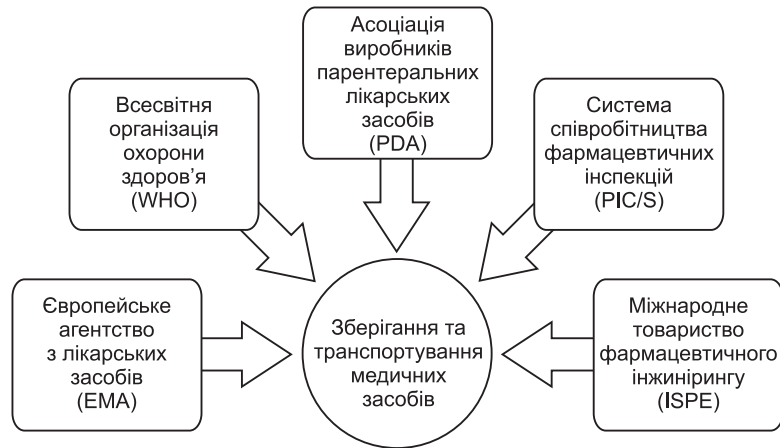 Асоціація
виробників
парентеральних
лікарських
засобів
(PDA)
Всесвітня
організація
охорони
здоров’я
(WHO)
Система
співробітництва
фармацевтичних
інспекцій
(PIC/S)
Європейське
агентство
з лікарських
засобів
(EMA)
Зберігання та
транспортування
медичних
засобів
Міжнародне
товариство
фармацевтичного
інжинірингу
(ISPE)